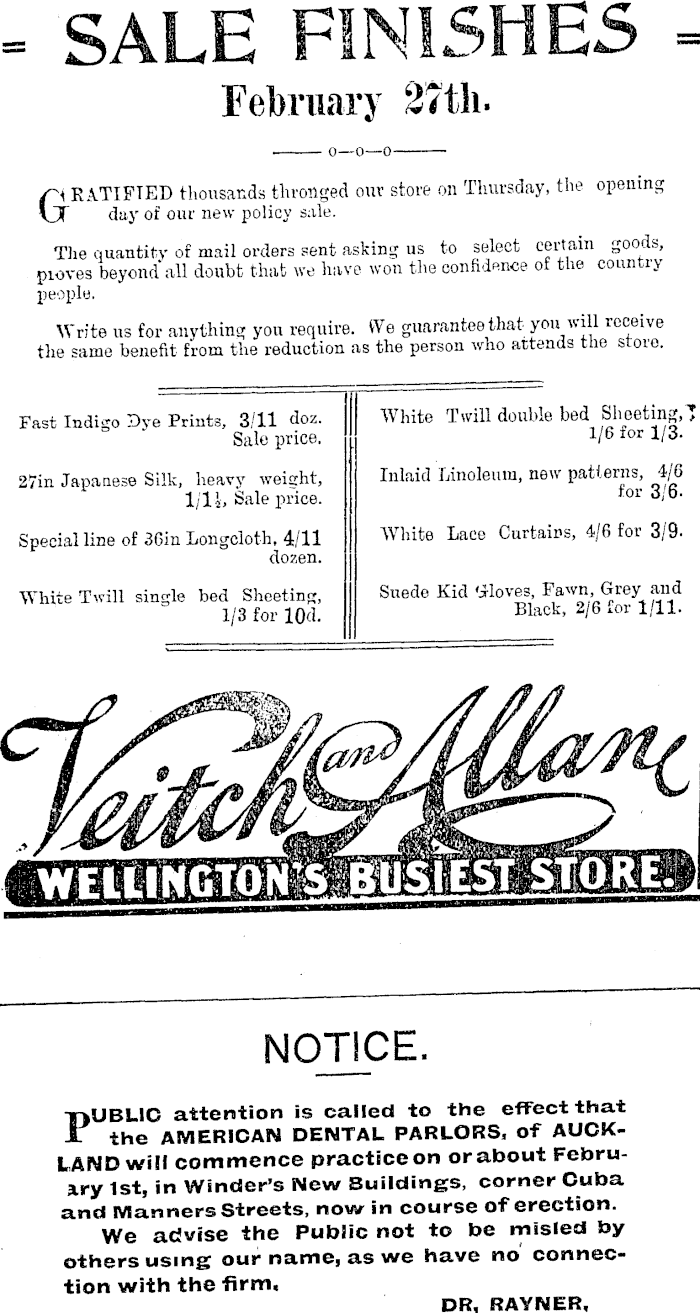 = SALE FINISHES =
February 27th.
o—o—o
GRATIFIED thousands thronged our store on Thursday, the opening
day of our new policy sale.
The quantity of mail orders sent asking us to select certain goods,
proves beyond all doubt that we have won the confidence of the country
people.
Write us for anything you require. We guarantee that you will receive
the same benefit from the reduction as the person who attends the store.
Fast Indigo Dye Prints, 3/11 doz.
Sale price.
27in Japanese Silk, heavy weight,
1/1½, Sale price.
Special line of 36in Longcloth, 4/11
dozen.
White Twill single bed Sheeting,
1/3 for 10d.
White Twill double bed Sheeting,
1/6 for 1/3.
Inlaid Linoleum, new patterns, 4/6
for 3/6.
White Lace Curtains, 4/6 for 3/9.
Suede Kid Gloves, Fawn, Grey and
Black, 2/6 for 1/11.
Veitch and Allan
WELLINGTON'S BUSIEST STORE.
NOTICE.
PUBLIC attention is called to the effect that
the AMERICAN DENTAL PARLORS, of AUCK-
LAND will commence practice on or about Febru-
ary 1st, in Winder's New Buildings, corner Cuba
and Manners Streets, now in course of erection.
We advise the Public not to be misled by
others using our name, as we have no connec-
tion with the firm.
DR, RAYNER,